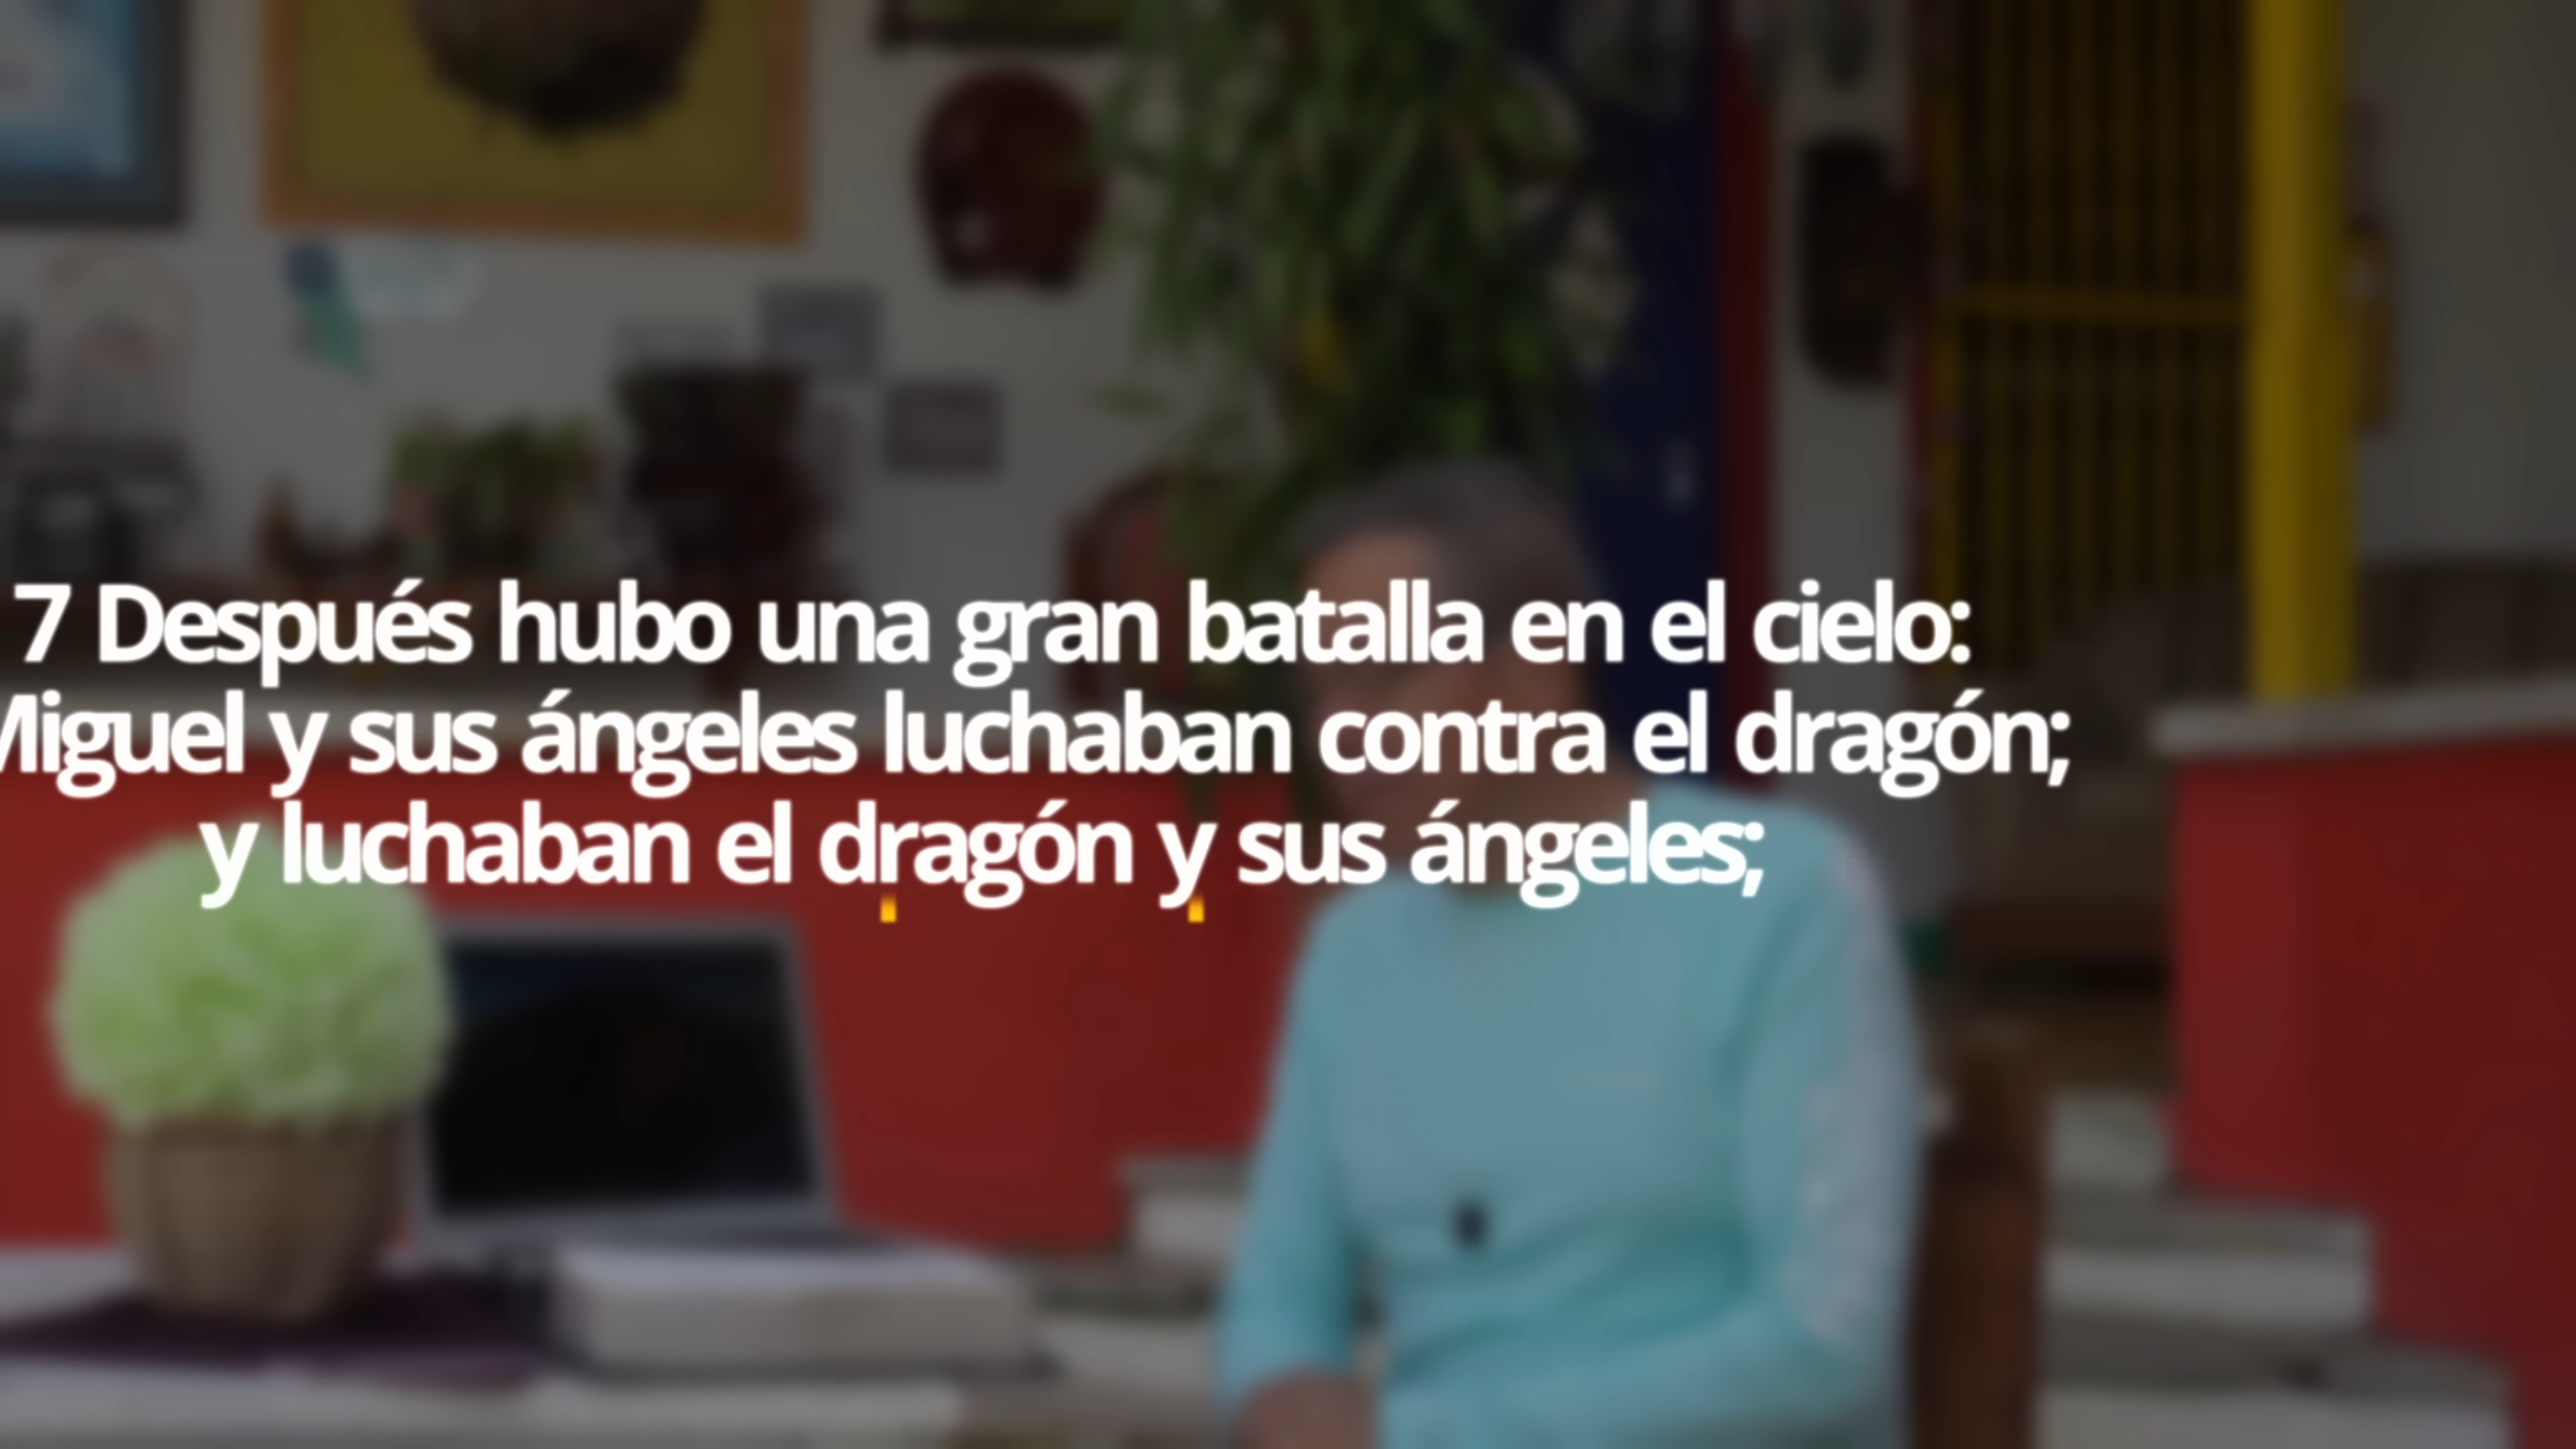 7 Después hubo una gran batalla en el cielo:
Miguel y sus ángeles luchaban contra el dragón;
y luchaban el dragón y sus ángeles;